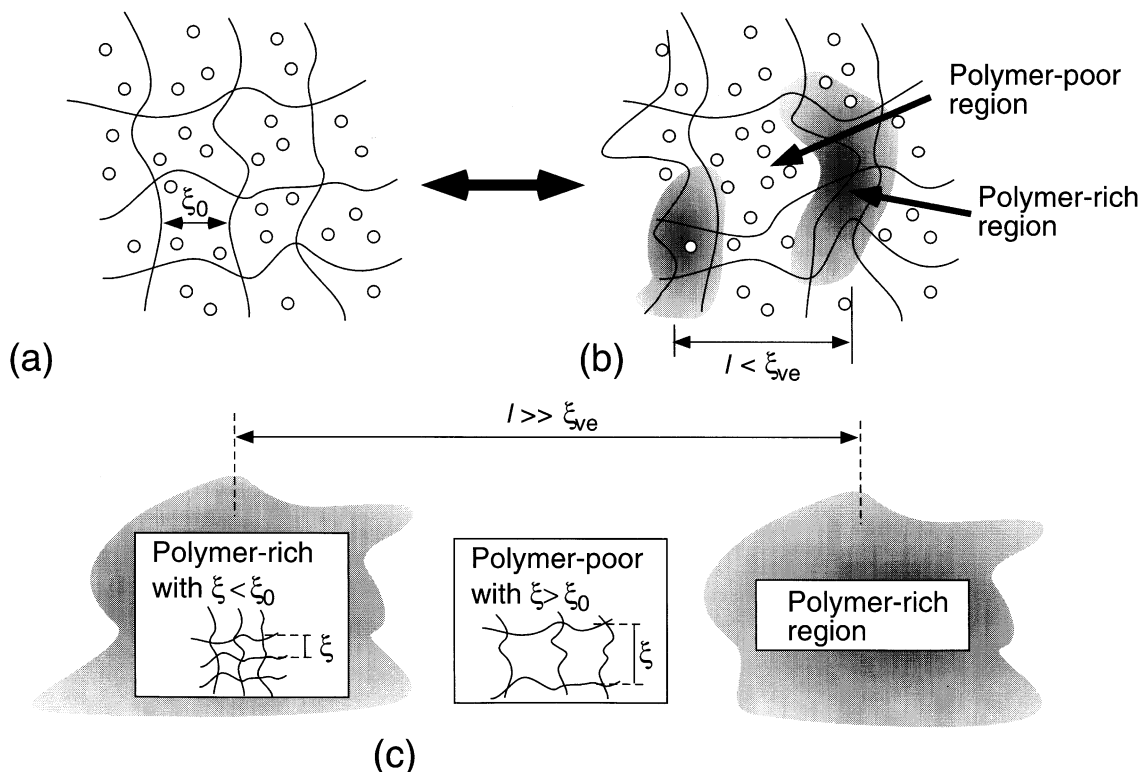 ξ₀
(a)
Polymer-poor
region
Polymer-rich
region
(b)
l < ξve
l >> ξve
Polymer-rich
with ξ < ξ₀
ξ
Polymer-poor
with ξ > ξ₀
ξ
Polymer-rich
region
(c)